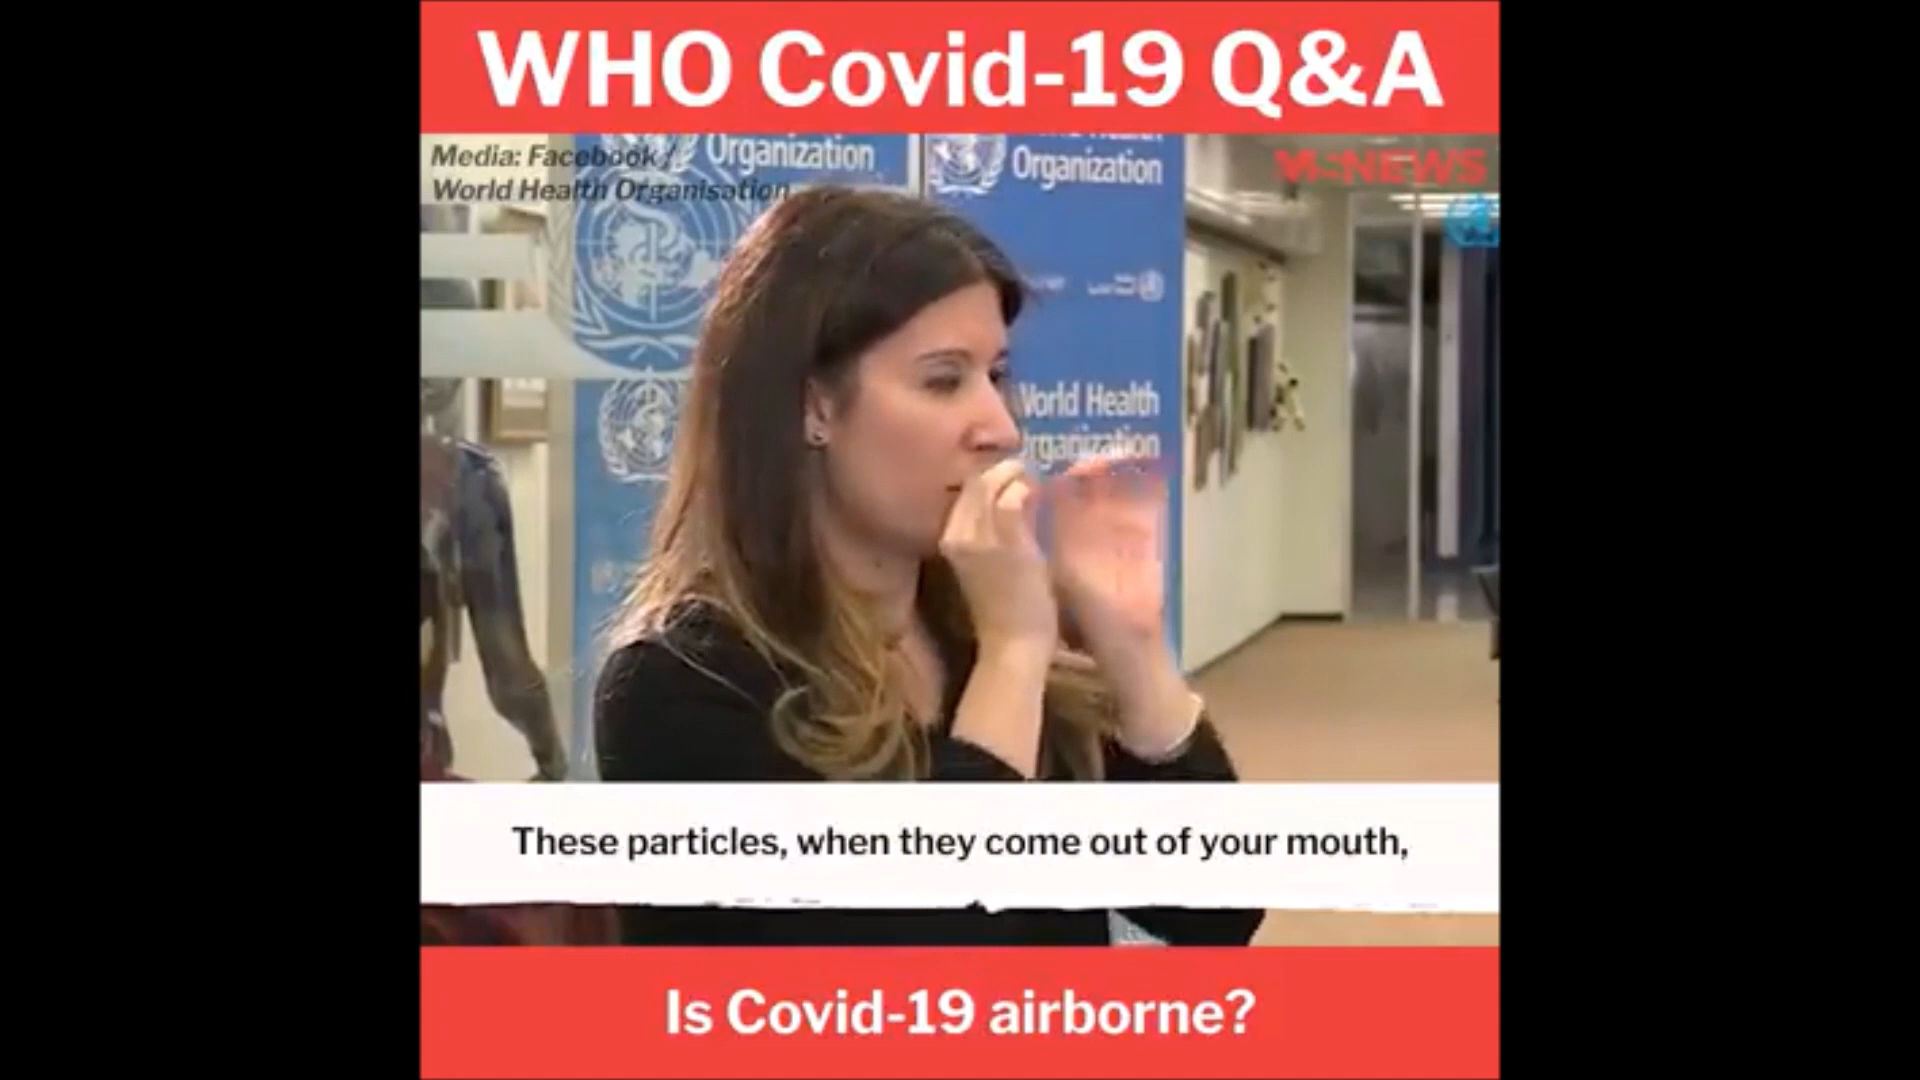 WHO Covid-19 Q&A
Media: Facebook /
World Health Organisation
Organization
Organization
NEWS
World Health
Organization
These particles, when they come out of your mouth,
Is Covid-19 airborne?